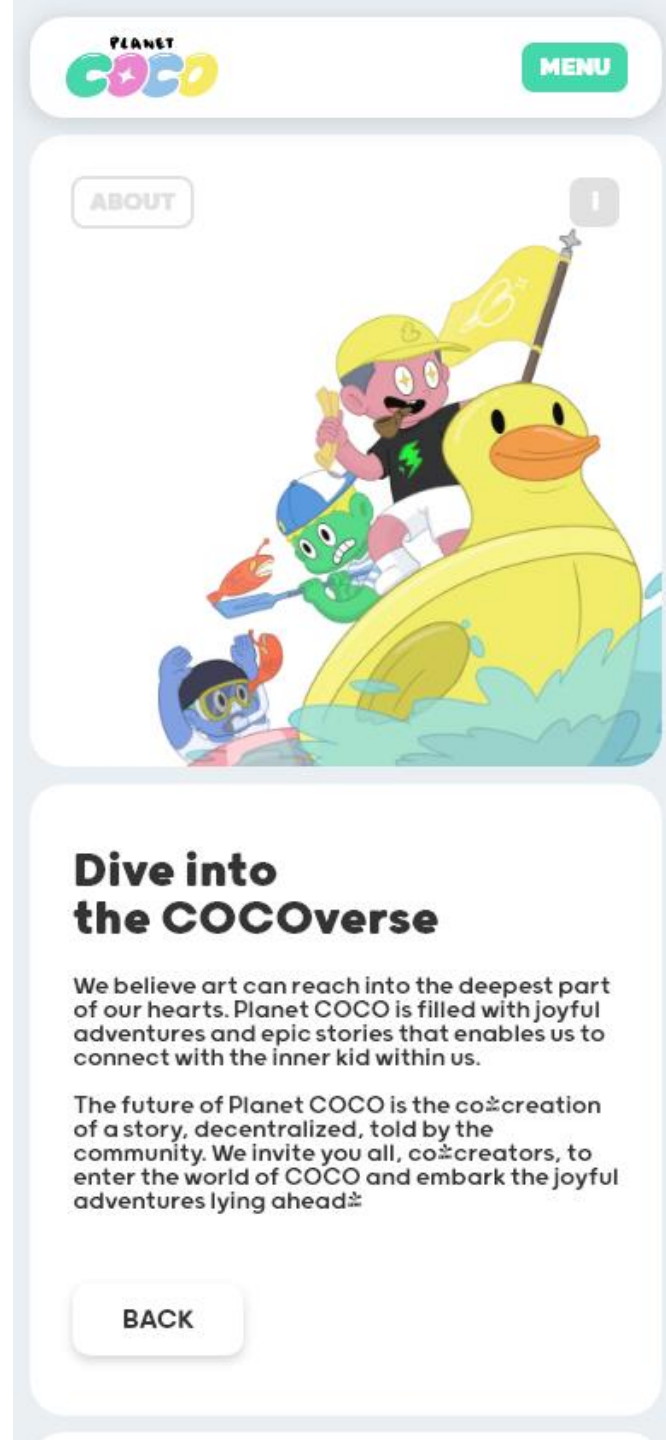 PLANET
COCO
MENU
ABOUT
I
Dive into
the COCOverse
We believe art can reach into the deepest part
of our hearts. Planet COCO is filled with joyful
adventures and epic stories that enables us to
connect with the inner kid within us.
The future of Planet COCO is the co⩮creation
of a story, decentralized, told by the
community. We invite you all, co⩮creators, to
enter the world of COCO and embark the joyful
adventures lying ahead⩮
BACK